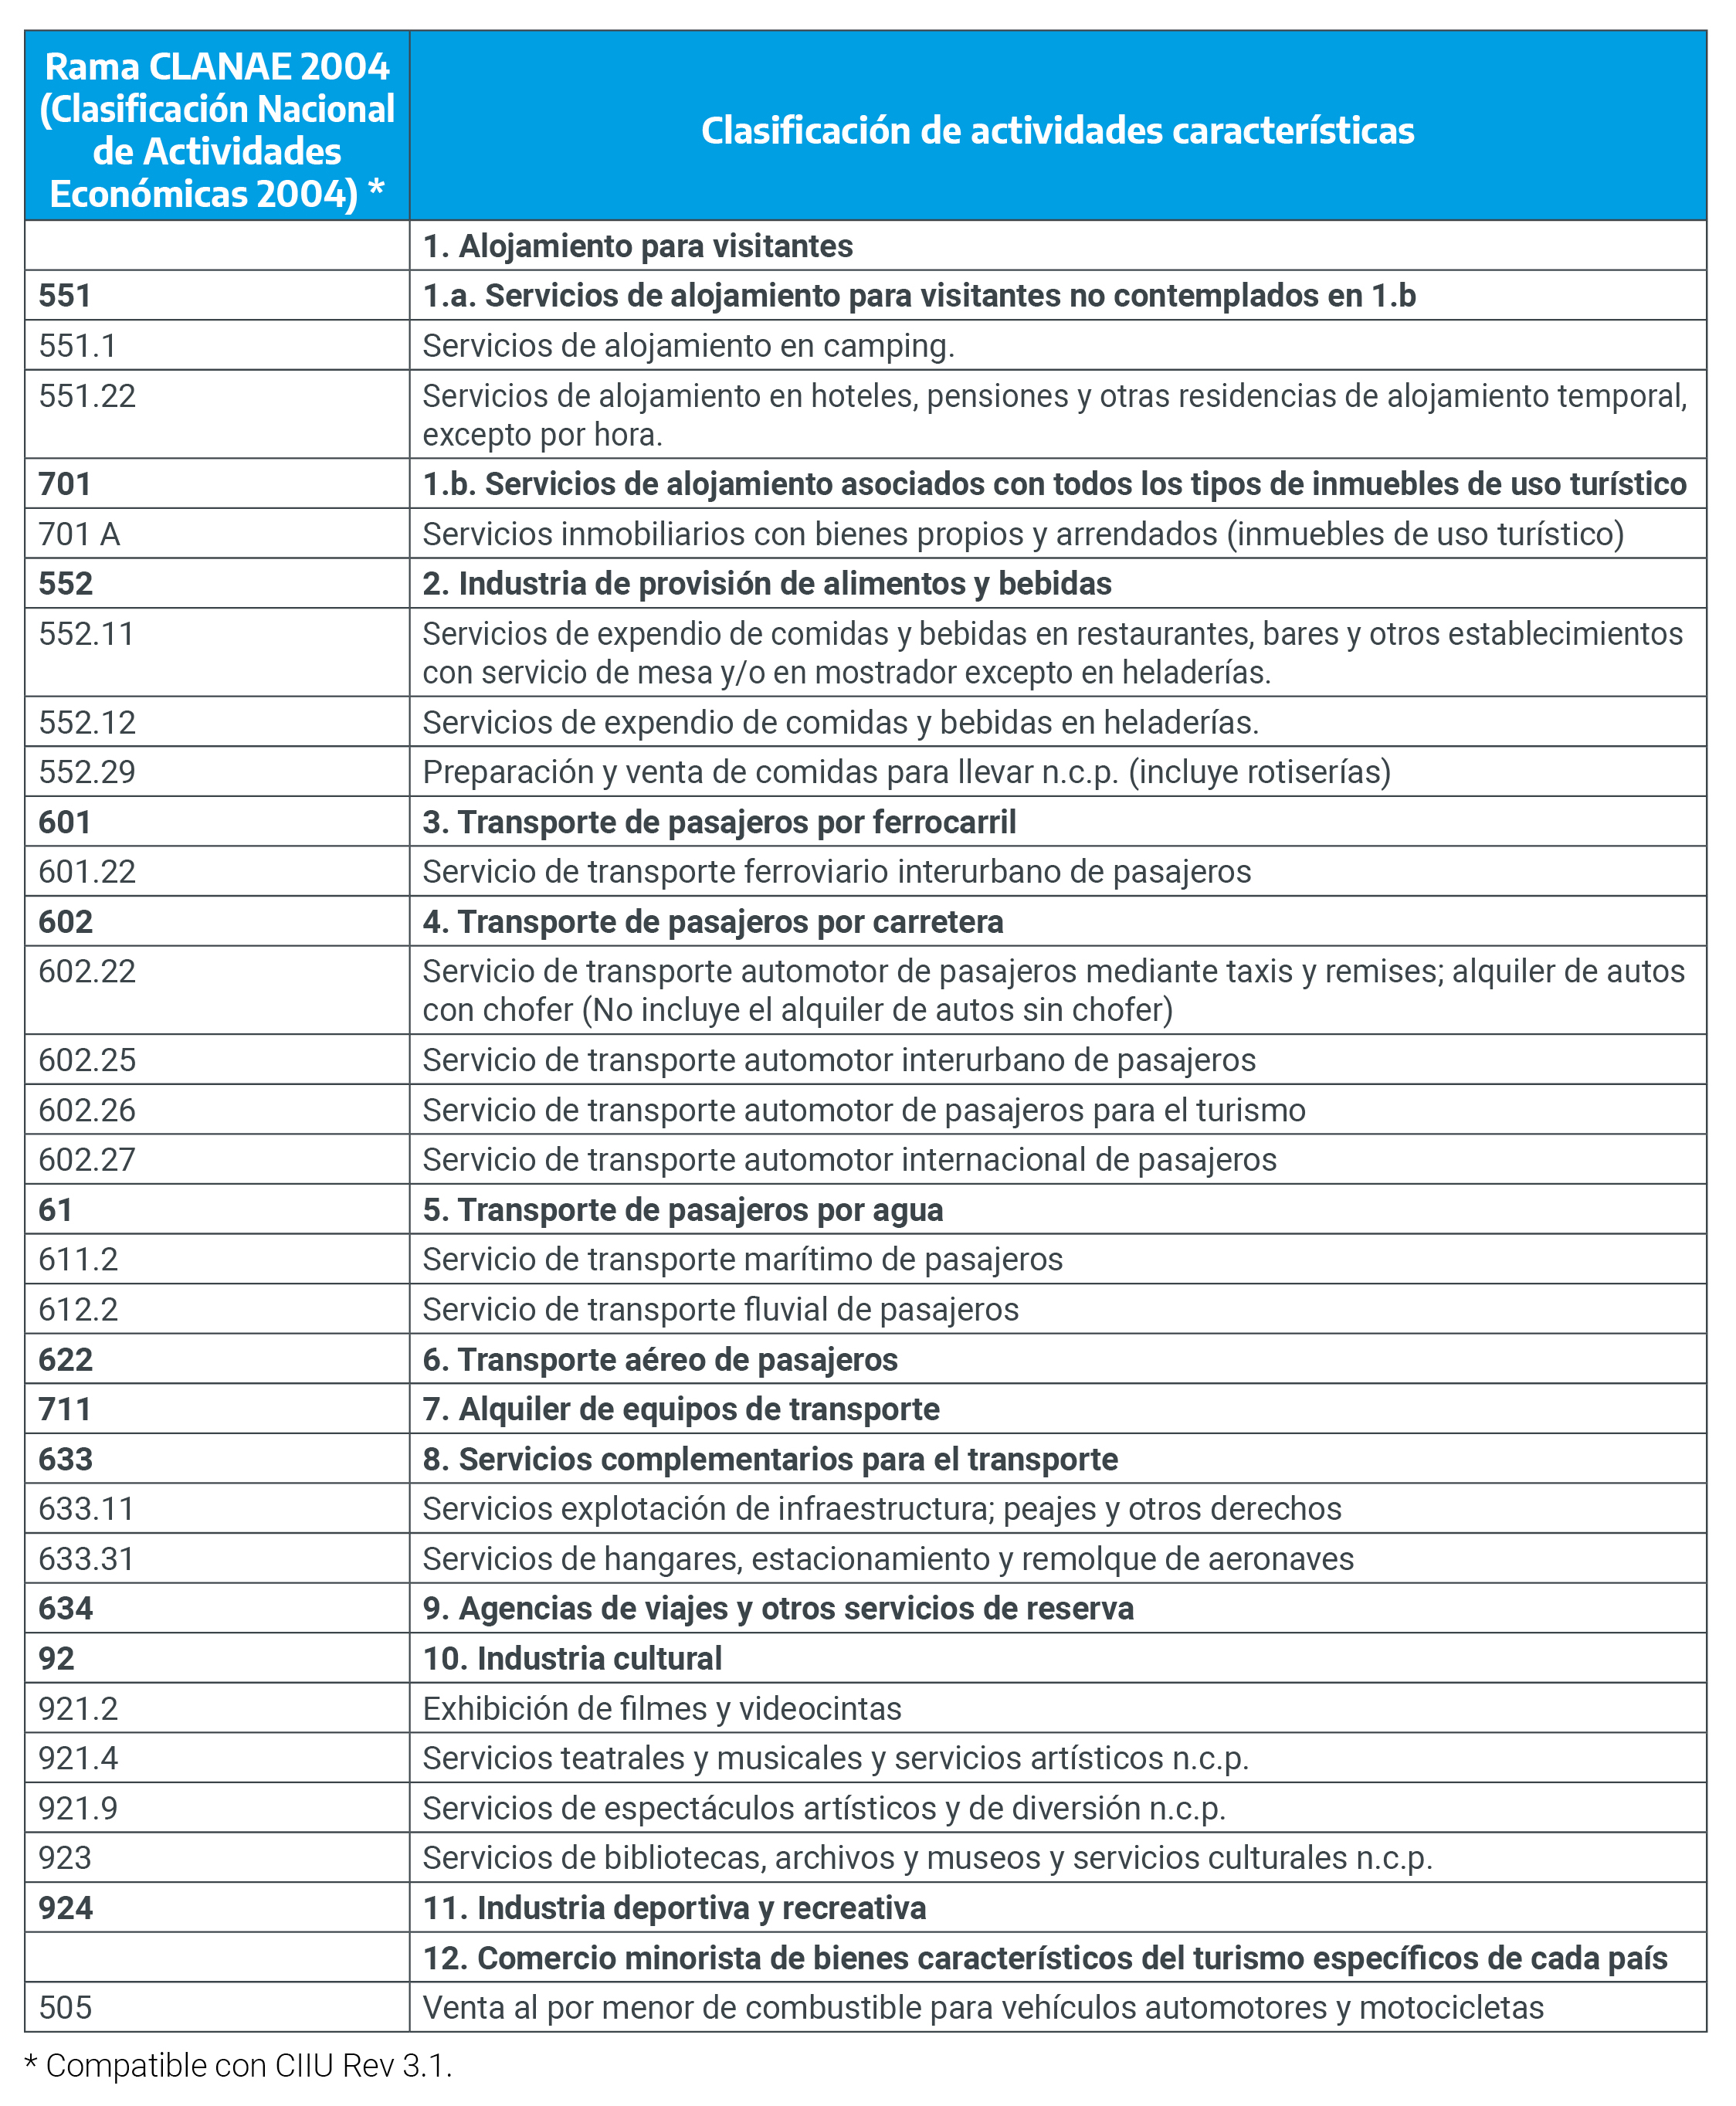 Rama CLANAE 2004
(Clasificación Nacional
de Actividades
Económicas 2004) *
Clasificación de actividades características
1. Alojamiento para visitantes
551
1.a. Servicios de alojamiento para visitantes no contemplados en 1.b
551.1
Servicios de alojamiento en camping.
551.22
Servicios de alojamiento en hoteles, pensiones y otras residencias de alojamiento temporal,
excepto por hora.
701
1.b. Servicios de alojamiento asociados con todos los tipos de inmuebles de uso turístico
701 A
Servicios inmobiliarios con bienes propios y arrendados (inmuebles de uso turístico)
552
2. Industria de provisión de alimentos y bebidas
552.11
Servicios de expendio de comidas y bebidas en restaurantes, bares y otros establecimientos
con servicio de mesa y/o en mostrador excepto en heladerías.
552.12
Servicios de expendio de comidas y bebidas en heladerías.
552.29
Preparación y venta de comidas para llevar n.c.p. (incluye rotiserías)
601
3. Transporte de pasajeros por ferrocarril
601.22
Servicio de transporte ferroviario interurbano de pasajeros
602
4. Transporte de pasajeros por carretera
602.22
Servicio de transporte automotor de pasajeros mediante taxis y remises; alquiler de autos
con chofer (No incluye el alquiler de autos sin chofer)
602.25
Servicio de transporte automotor interurbano de pasajeros
602.26
Servicio de transporte automotor de pasajeros para el turismo
602.27
Servicio de transporte automotor internacional de pasajeros
61
5. Transporte de pasajeros por agua
611.2
Servicio de transporte marítimo de pasajeros
612.2
Servicio de transporte fluvial de pasajeros
622
6. Transporte aéreo de pasajeros
711
7. Alquiler de equipos de transporte
633
8. Servicios complementarios para el transporte
633.11
Servicios explotación de infraestructura; peajes y otros derechos
633.31
Servicios de hangares, estacionamiento y remolque de aeronaves
634
9. Agencias de viajes y otros servicios de reserva
92
10. Industria cultural
921.2
Exhibición de filmes y videocintas
921.4
Servicios teatrales y musicales y servicios artísticos n.c.p.
921.9
Servicios de espectáculos artísticos y de diversión n.c.p.
923
Servicios de bibliotecas, archivos y museos y servicios culturales n.c.p.
924
11. Industria deportiva y recreativa
12. Comercio minorista de bienes característicos del turismo específicos de cada país
505
Venta al por menor de combustible para vehículos automotores y motocicletas
* Compatible con CIIU Rev 3.1.